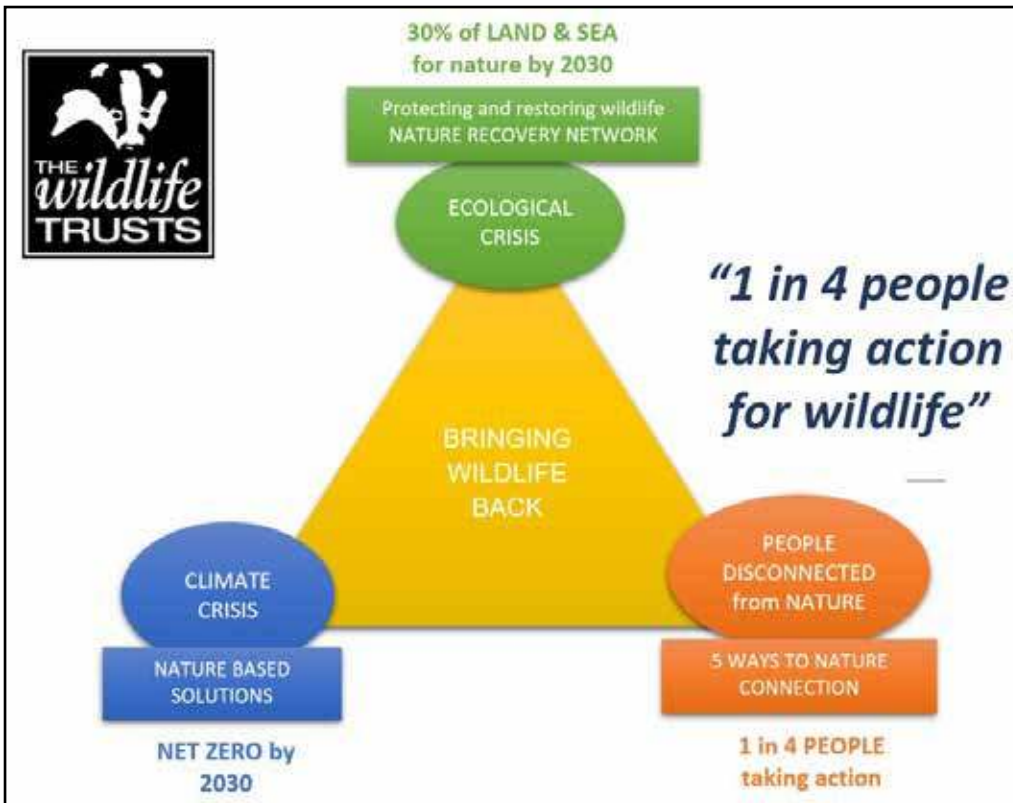 30% of LAND & SEA
for nature by 2030
THE
wildlife
TRUSTS
Protecting and restoring wildlife
NATURE RECOVERY NETWORK
ECOLOGICAL
CRISIS
"1 in 4 people
taking action
for wildlife"
BRINGING
WILDLIFE
BACK
CLIMATE
CRISIS
NATURE BASED
SOLUTIONS
NET ZERO by
2030
PEOPLE
DISCONNECTED
from NATURE
5 WAYS TO NATURE
CONNECTION
1 in 4 PEOPLE
taking action